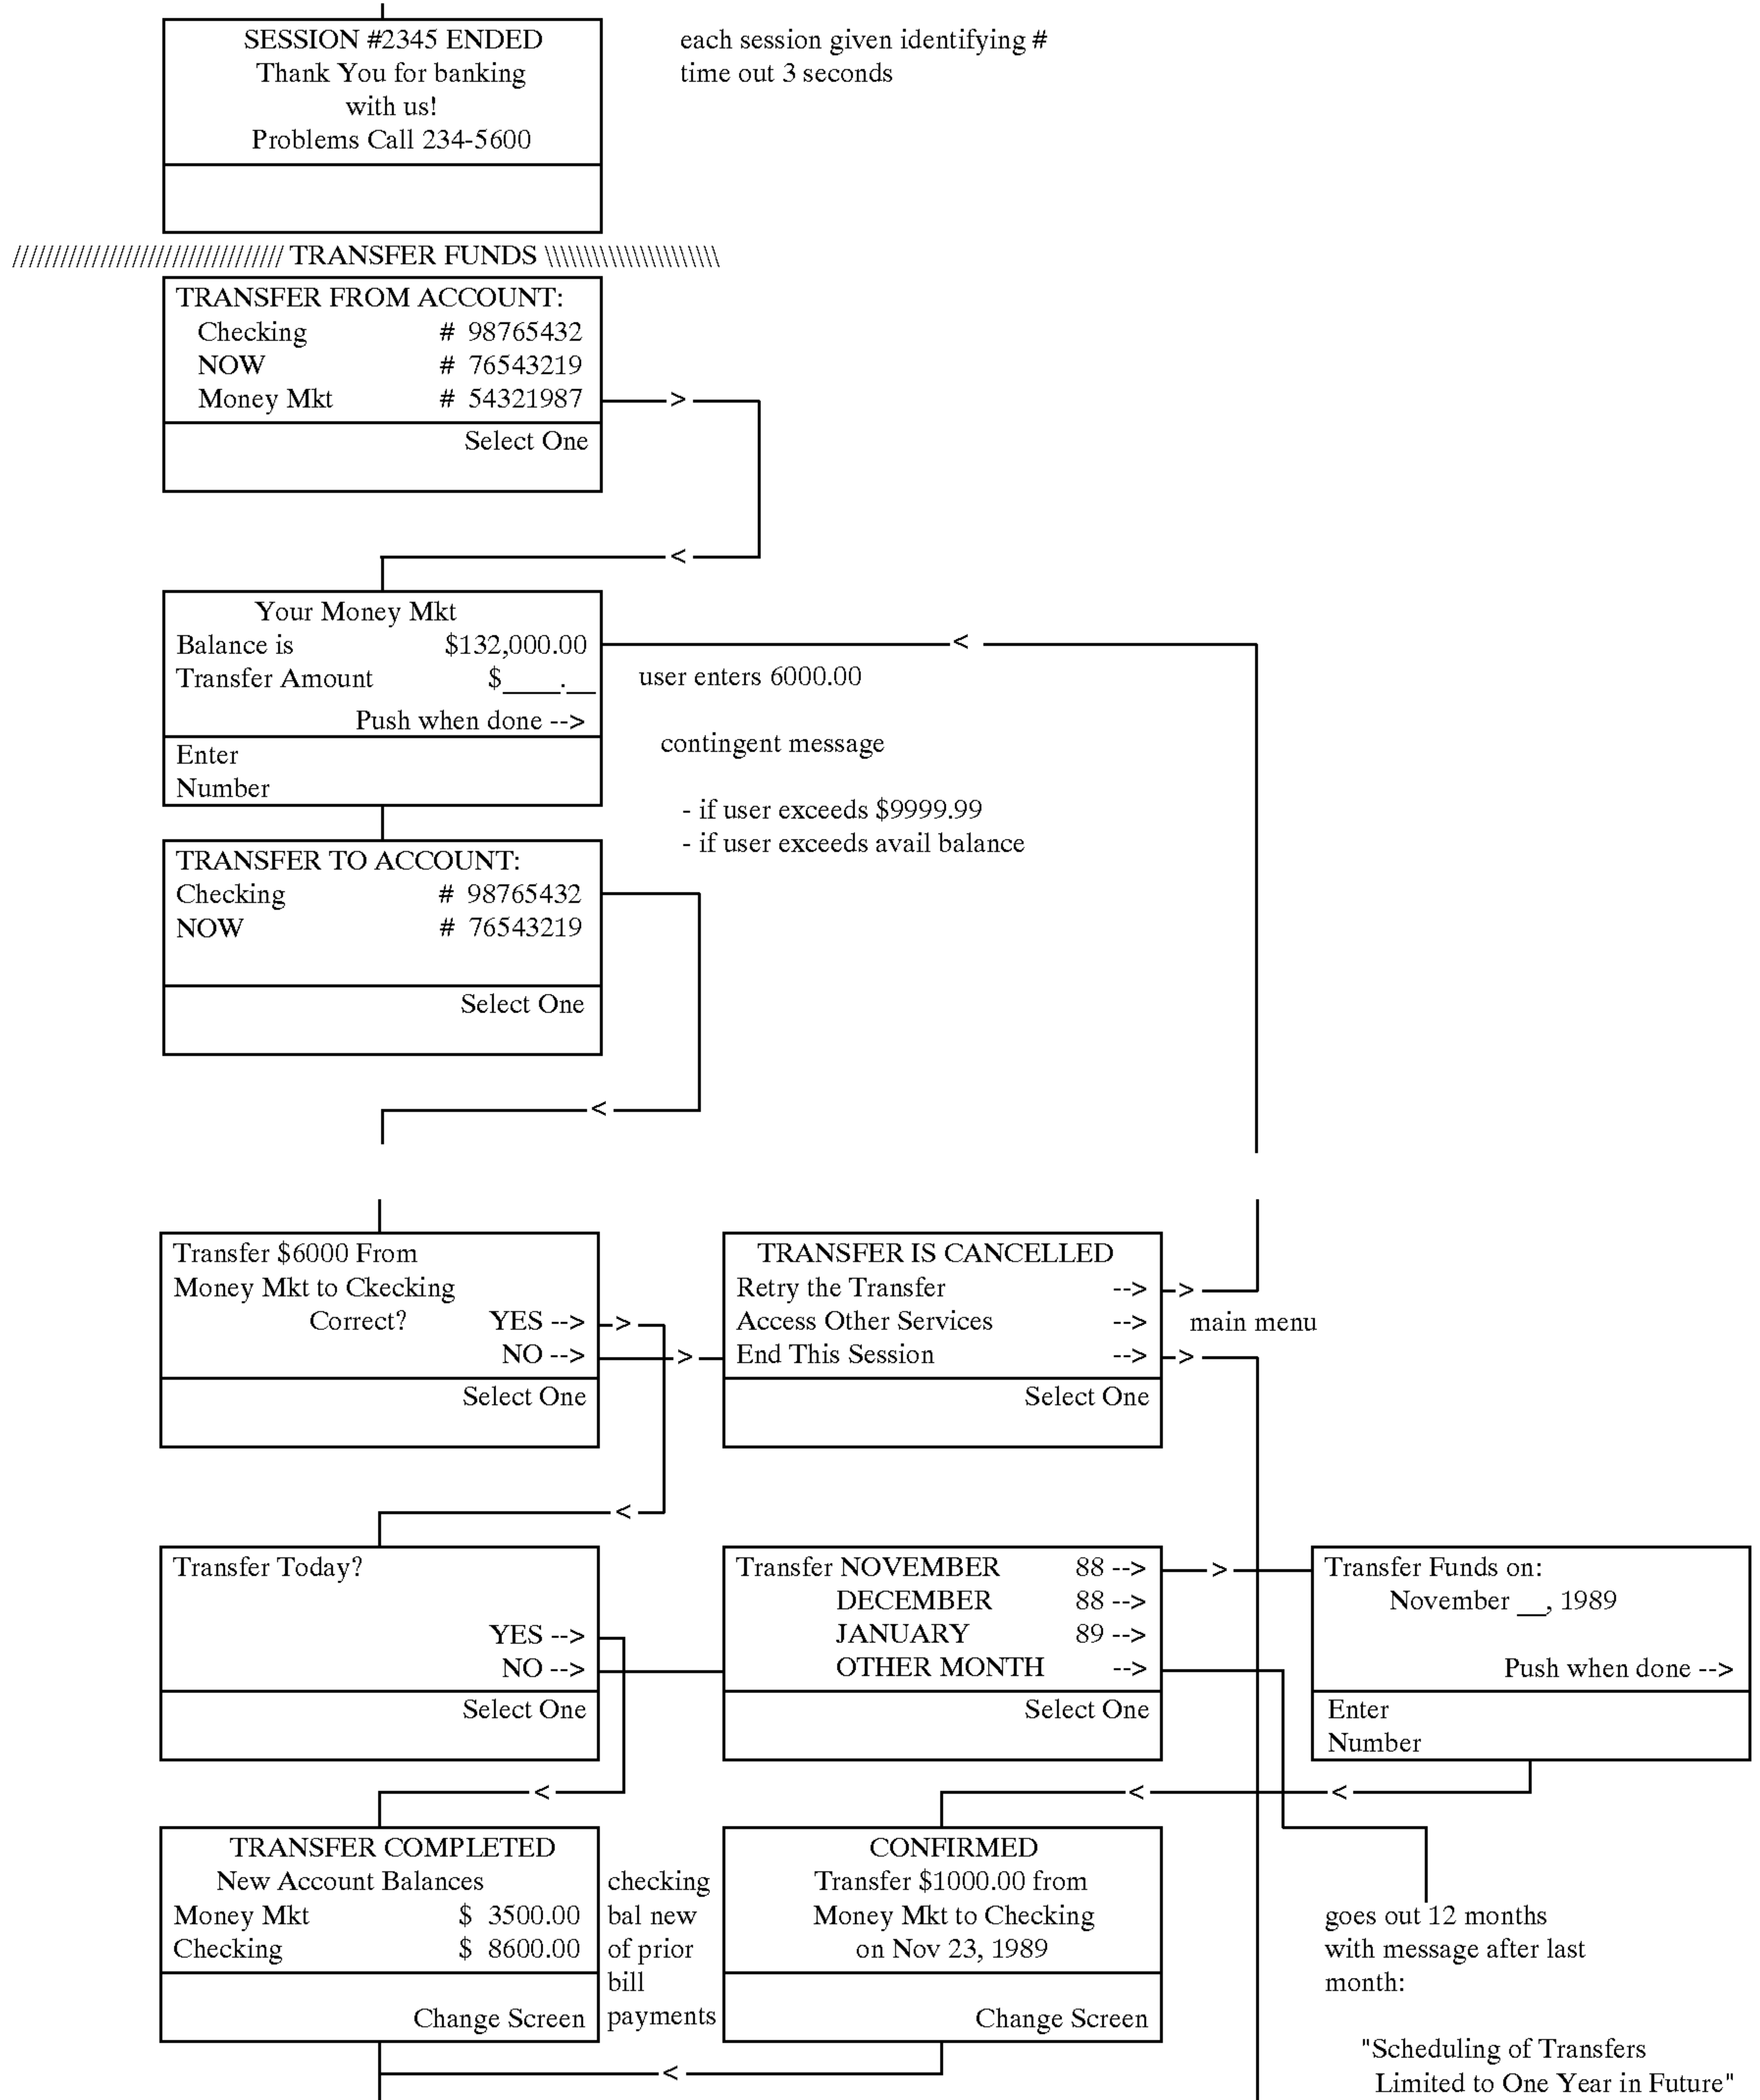 SESSION #2345 ENDED
Thank You for banking
with us!
Problems Call 234-5600
each session given identifying #
time out 3 seconds
////////////////////////////////// TRANSFER FUNDS \\\\\\\\\\\\\\\\\\\\\\
TRANSFER FROM ACCOUNT:
Checking # 98765432
NOW # 76543219
Money Mkt # 54321987
>
Select One
<
Your Money Mkt
Balance is $132,000.00
<
Transfer Amount $____.__
user enters 6000.00
Push when done -->
Enter
Number
contingent message
- if user exceeds $9999.99
- if user exceeds avail balance
TRANSFER TO ACCOUNT:
Checking # 98765432
NOW # 76543219
Select One
<
Transfer $6000 From
Money Mkt to Ckecking
Correct? YES --> >
NO --> >
Select One
TRANSFER IS CANCELLED
Retry the Transfer --> >
Access Other Services --> main menu
End This Session --> >
Select One
<
Transfer Today?
YES -->
NO -->
Select One
Transfer NOVEMBER 88 --> >
DECEMBER 88 -->
JANUARY 89 -->
OTHER MONTH -->
Select One
Transfer Funds on:
November __, 1989
Push when done -->
Enter
Number
< < <
TRANSFER COMPLETED
New Account Balances
Money Mkt $ 3500.00
Checking $ 8600.00
Change Screen
checking
bal new
of prior
bill
payments
CONFIRMED
Transfer $1000.00 from
Money Mkt to Checking
on Nov 23, 1989
Change Screen
<
goes out 12 months
with message after last
month:
"Scheduling of Transfers
Limited to One Year in Future"